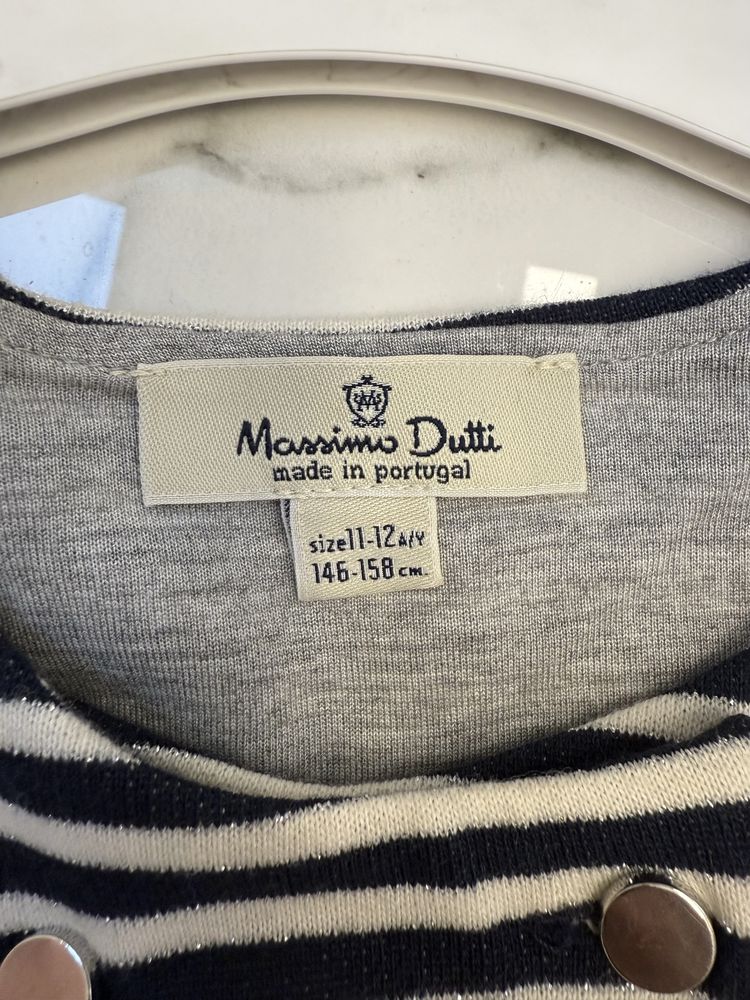 Massimo Dutti
made in portugal
size11-12A/Y
146-158cm.